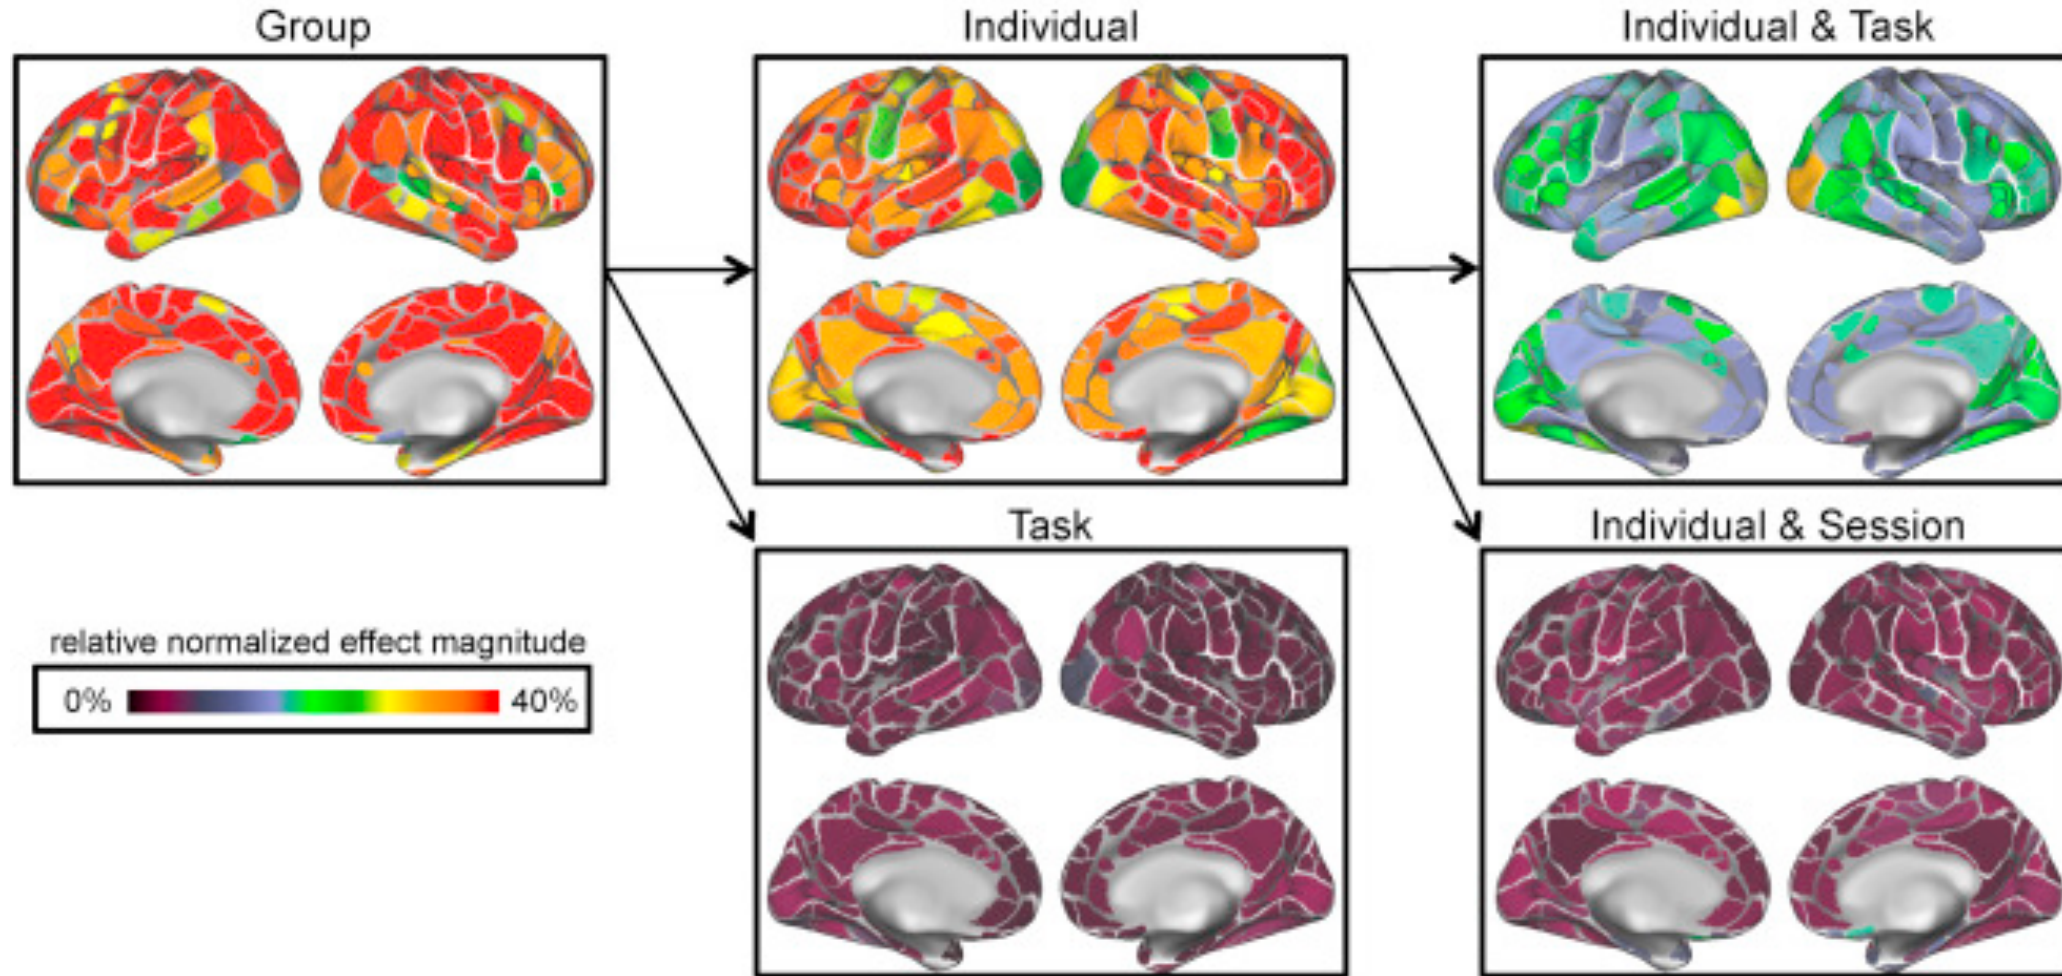 Group
Individual
Individual & Task
Task
Individual & Session
relative normalized effect magnitude
0% 40%